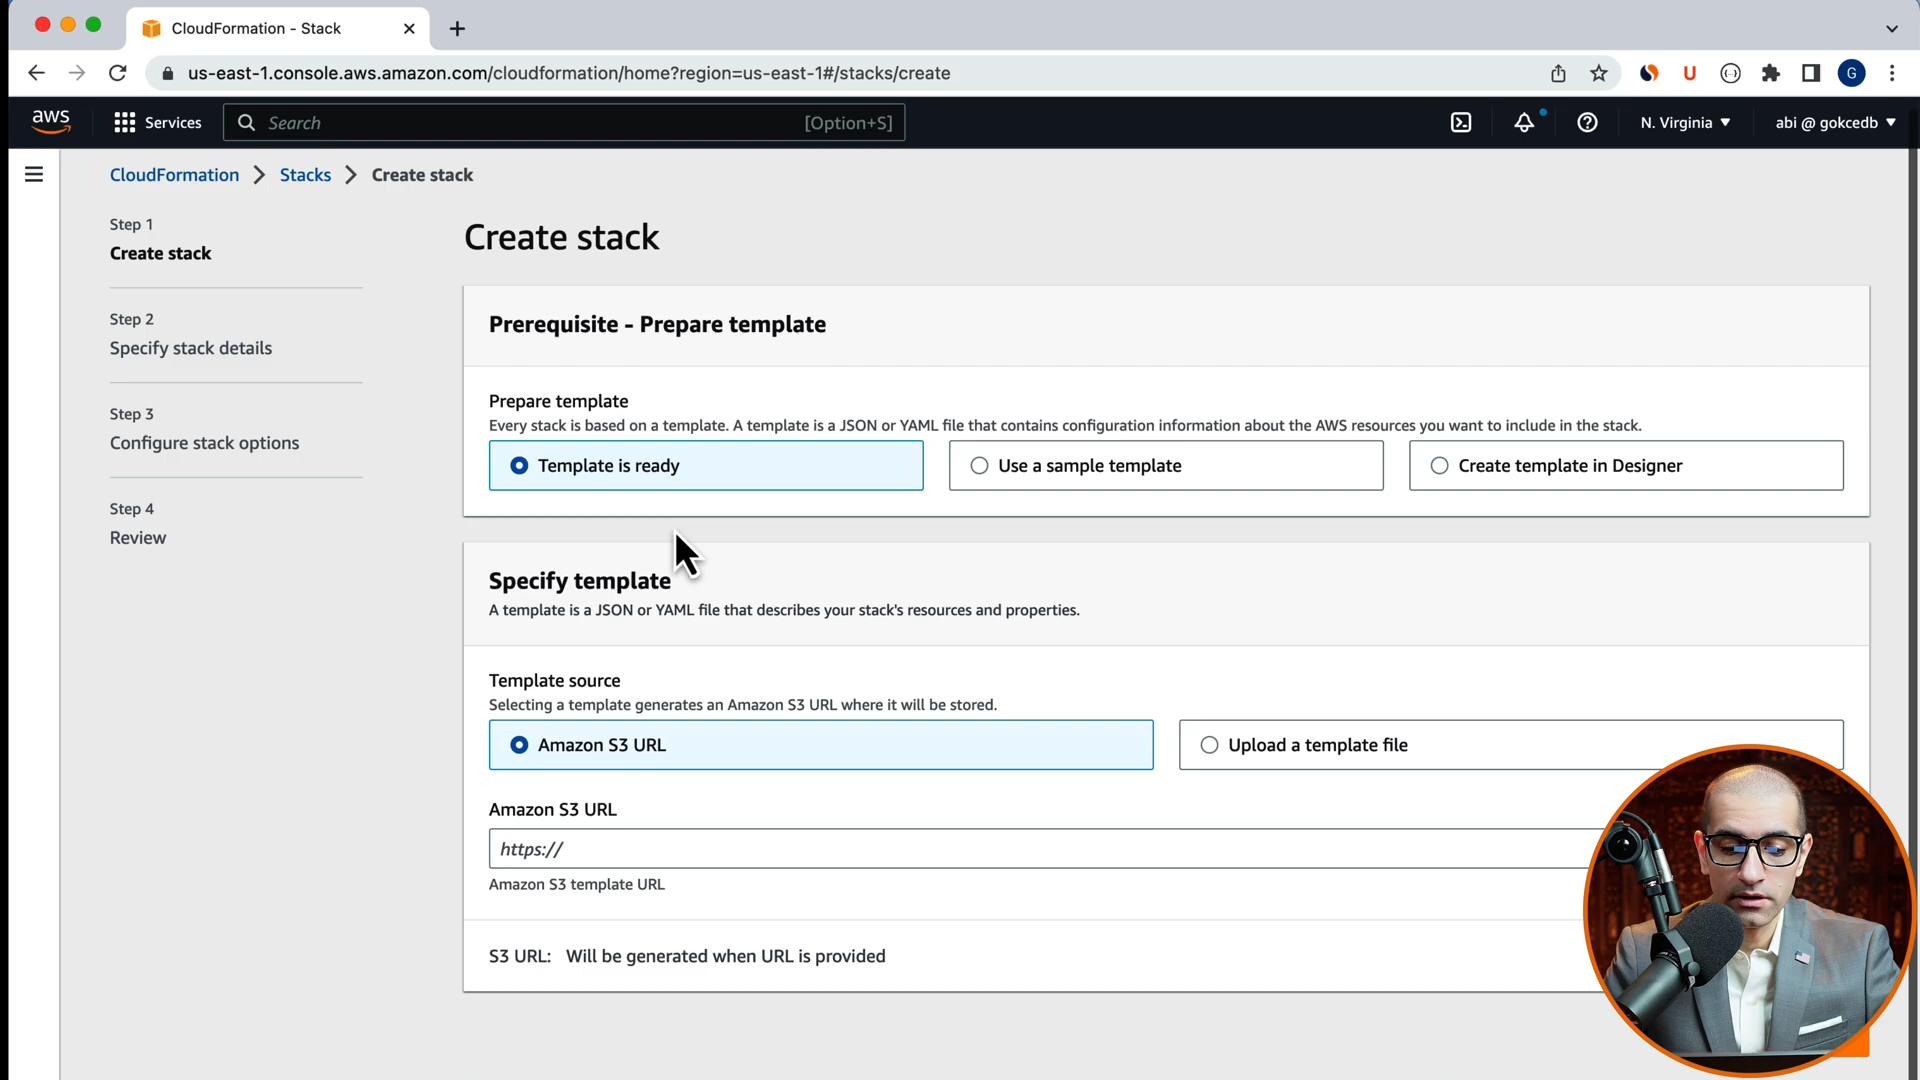 CloudFormation - Stack
us-east-1.console.aws.amazon.com/cloudformation/home?region=us-east-1#/stacks/create
G
aws
Services
Search
[Option+S]
N. Virginia
abi @ gokcedb
CloudFormation
Stacks
Create stack
Step 1
Create stack
Step 2
Specify stack details
Step 3
Configure stack options
Step 4
Review
Create stack
Prerequisite - Prepare template
Prepare template
Every stack is based on a template. A template is a JSON or YAML file that contains configuration information about the AWS resources you want to include in the stack.
Template is ready
Use a sample template
Create template in Designer
Specify template
A template is a JSON or YAML file that describes your stack's resources and properties.
Template source
Selecting a template generates an Amazon S3 URL where it will be stored.
Amazon S3 URL
Upload a template file
Amazon S3 URL
https://
Amazon S3 template URL
S3 URL: Will be generated when URL is provided